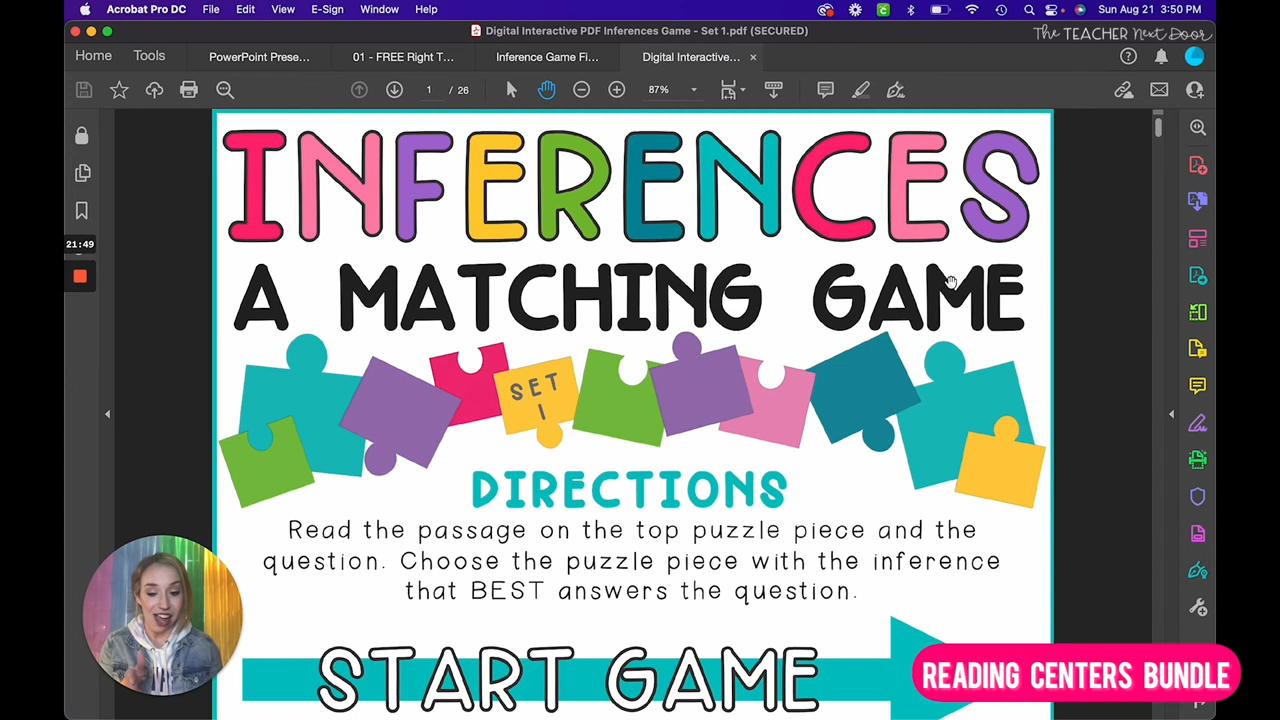 Acrobat Pro DC File Edit View E-Sign Window Help Sun Aug 21 3:50 PM
Digital Interactive PDF Inferences Game - Set 1.pdf (SECURED)
The TEACHER Next Door
Home Tools PowerPoint Prese... 01 - FREE Right T... Inference Game Fi... Digital Interactive... ×
1 / 26 87%
INFERENCES
21:49
A MATCHING GAME
SET
1
DIRECTIONS
Read the passage on the top puzzle piece and the
question. Choose the puzzle piece with the inference
that BEST answers the question.
START GAME
READING CENTERS BUNDLE